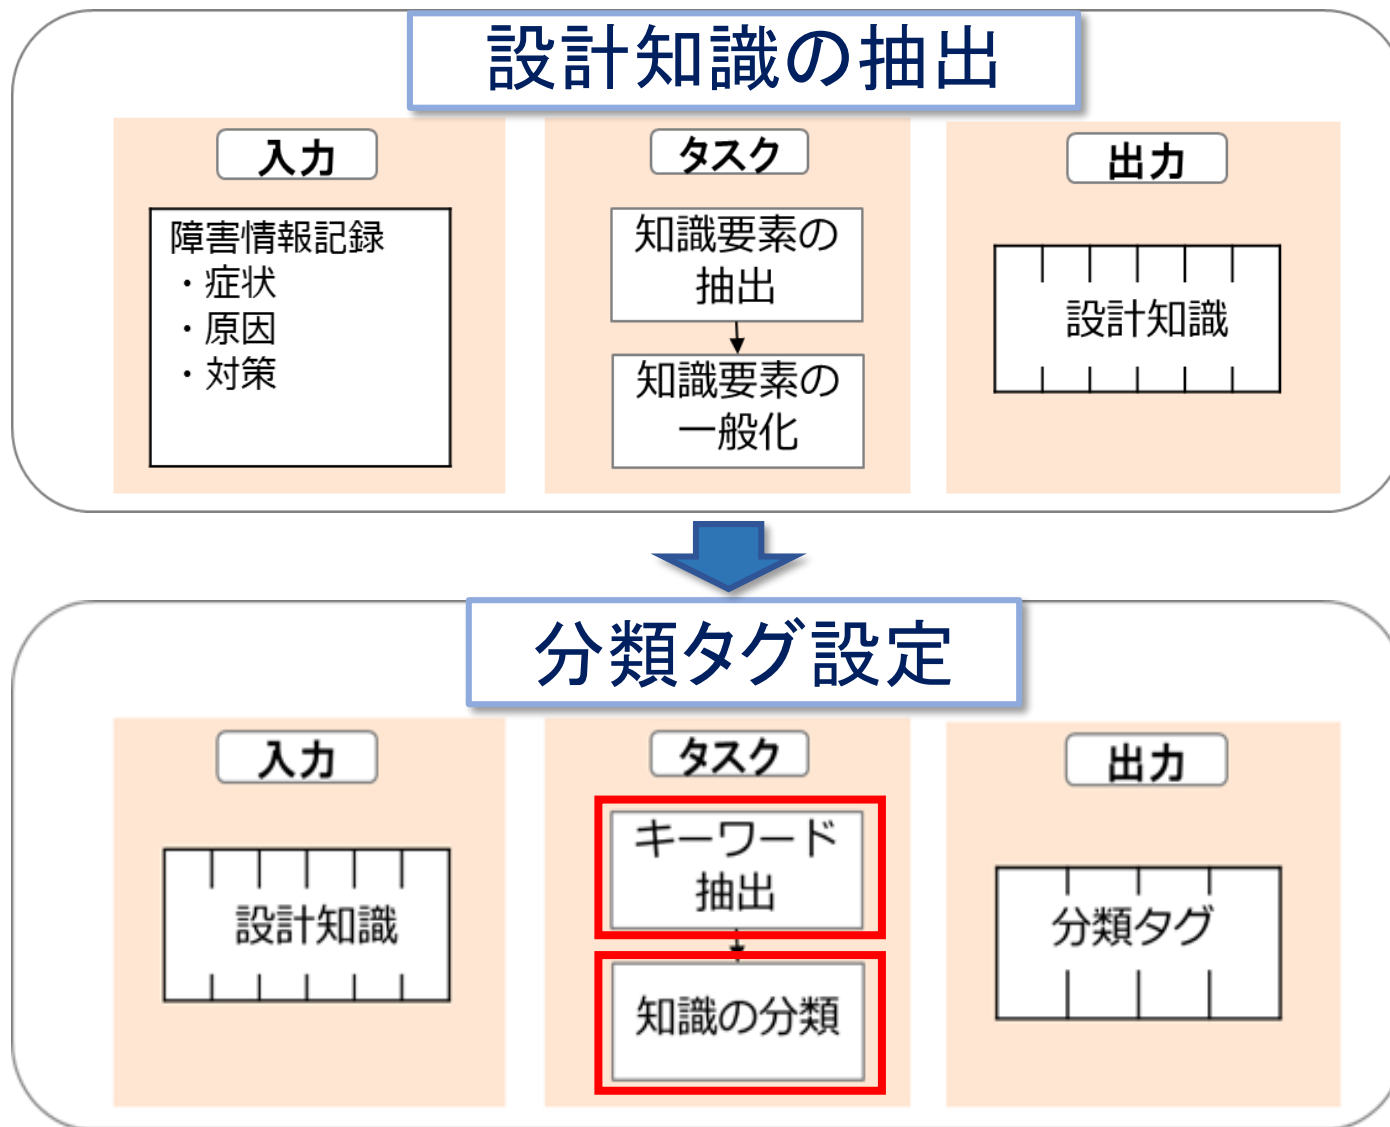 設計知識の抽出
入力
障害情報記録
・症状
・原因
・対策
タスク
知識要素の
抽出
知識要素の
一般化
出力
設計知識
分類タグ設定
入力
設計知識
タスク
キーワード
抽出
知識の分類
出力
分類タグ